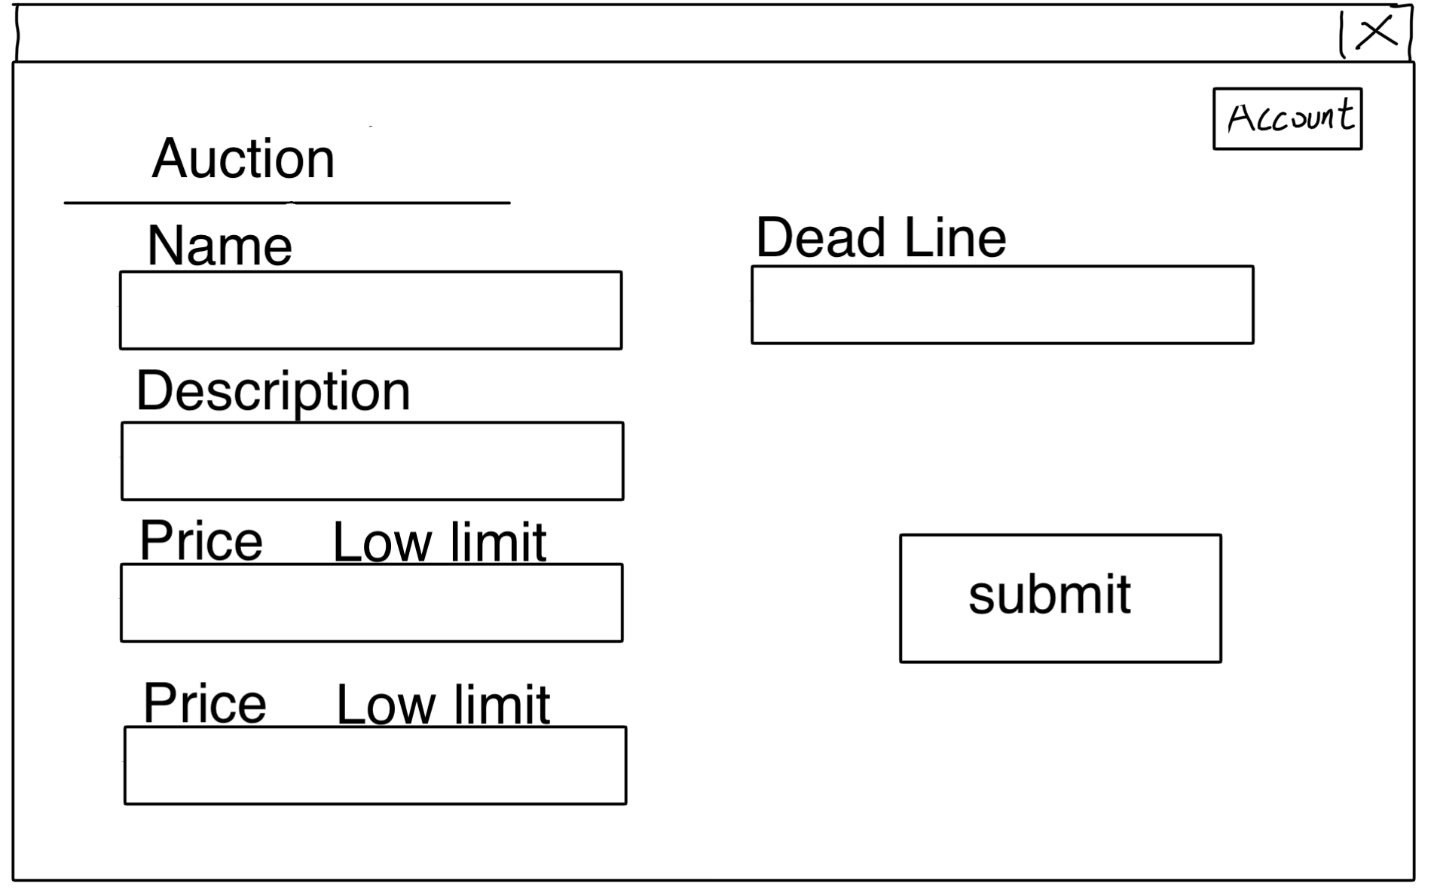 Account
Auction
Name
Dead Line
Description
Price Low limit
submit
Price Low limit